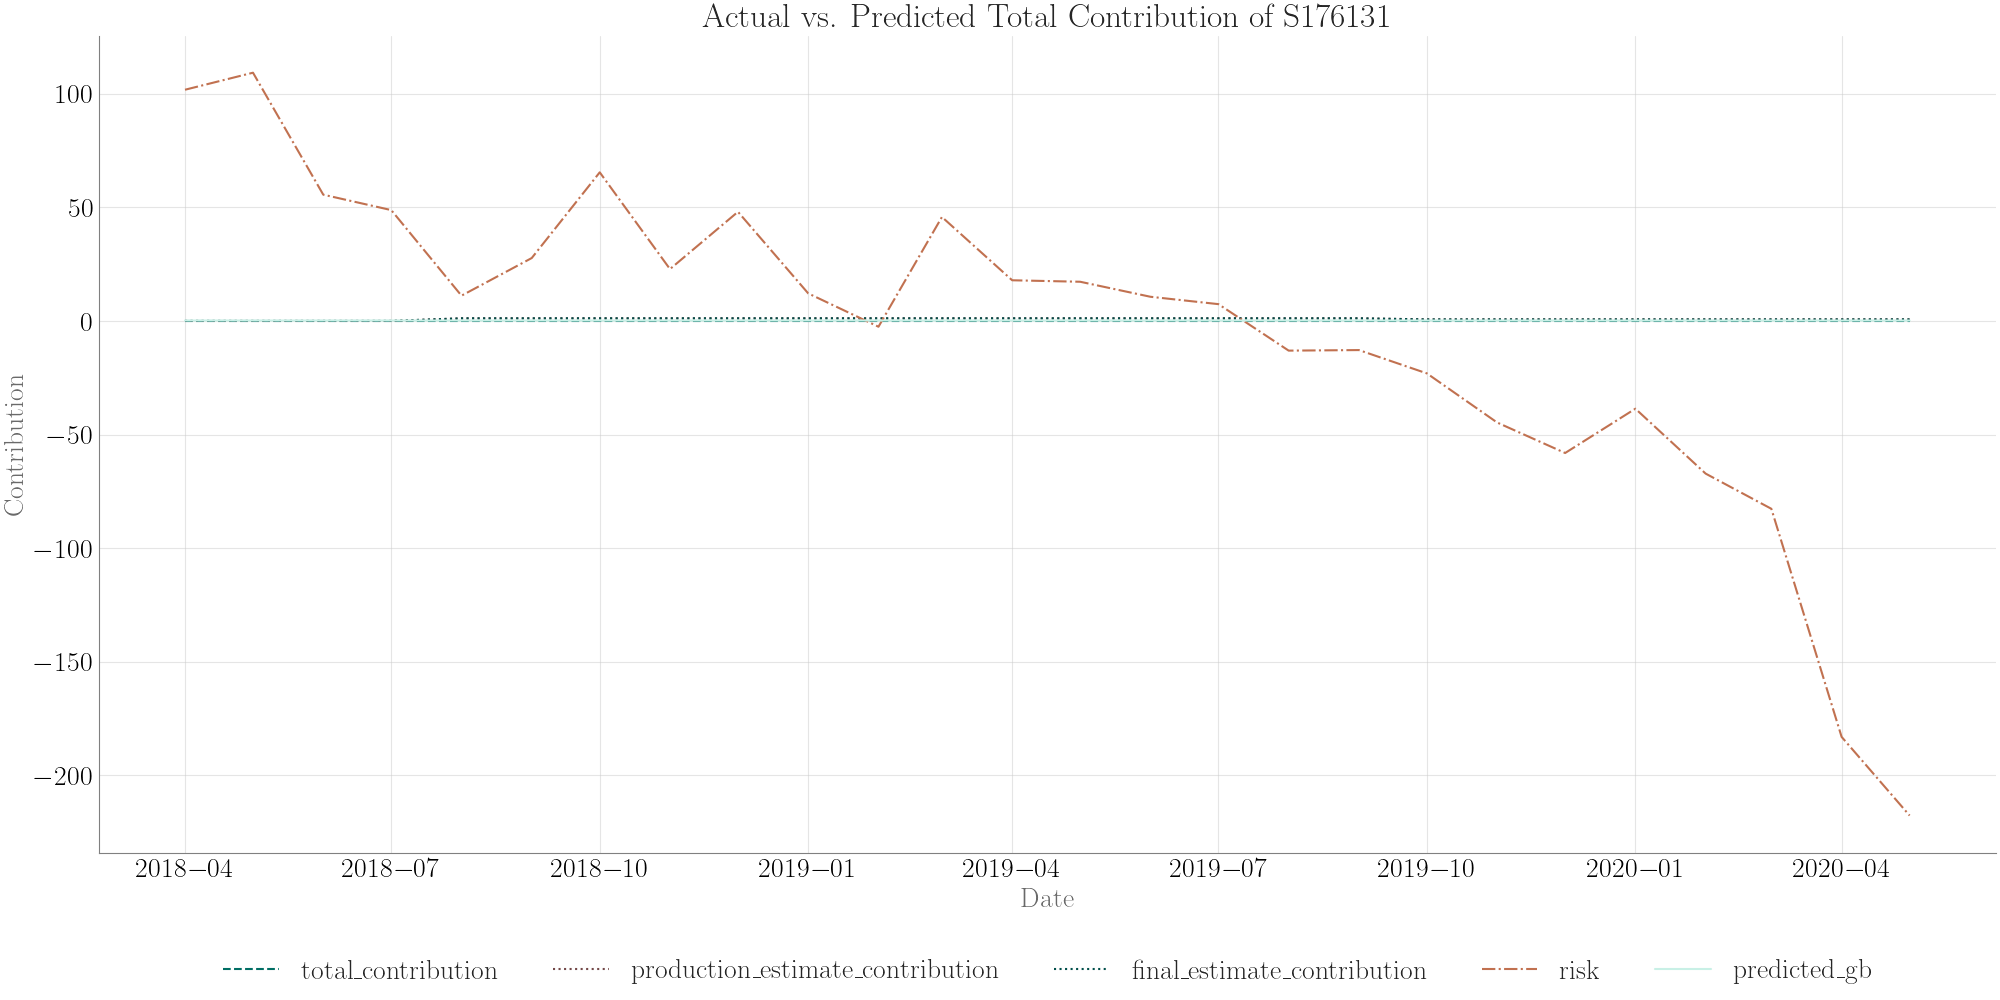 Actual vs. Predicted Total Contribution of S176131
100
50
0
−50
−100
−150
−200
Contribution
2018−04 2018−07 2018−10 2019−01 2019−04 2019−07 2019−10 2020−01 2020−04
Date
total_contribution production_estimate_contribution final_estimate_contribution risk predicted_gb